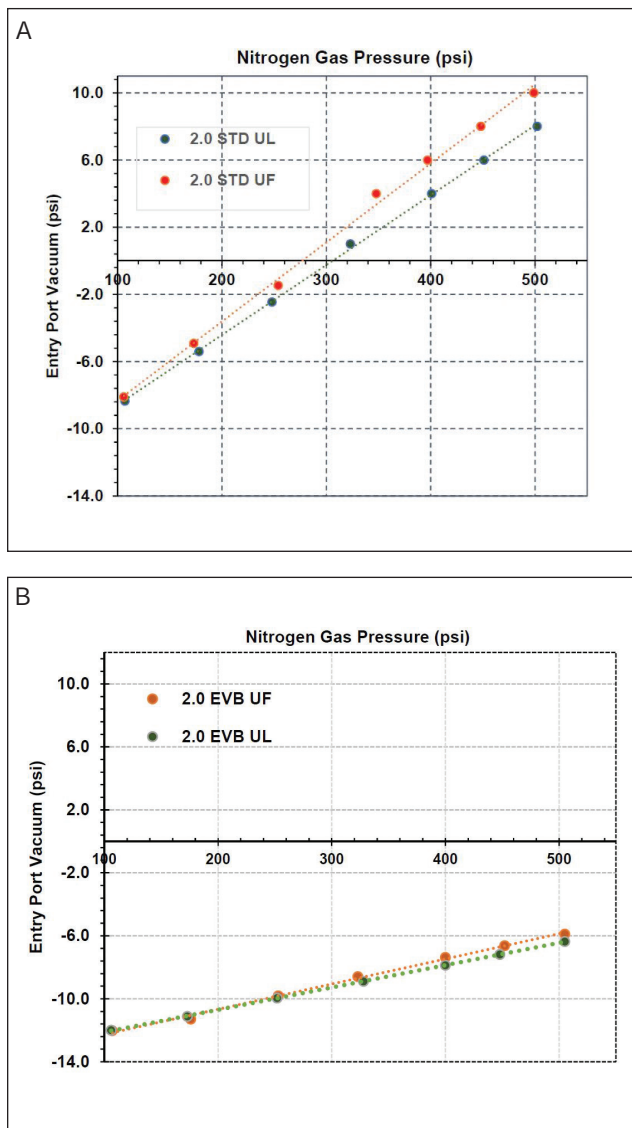 A
Nitrogen Gas Pressure (psi)
10.0
6.0
2.0
-2.0
-6.0
-10.0
-14.0
100 200 300 400 500
Entry Port Vacuum (psi)
2.0 STD UL
2.0 STD UF
B
Nitrogen Gas Pressure (psi)
10.0
6.0
2.0
-2.0
-6.0
-10.0
-14.0
100 200 300 400 500
Entry Port Vacuum (psi)
2.0 EVB UF
2.0 EVB UL